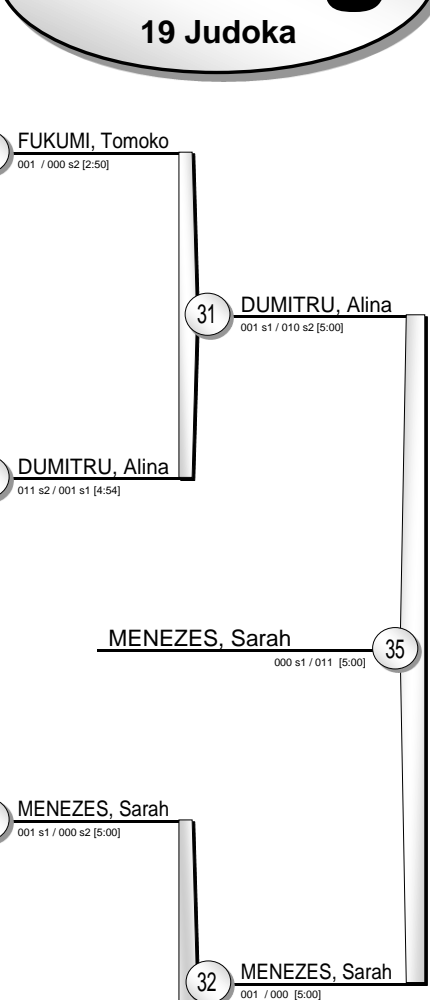 19 Judoka
FUKUMI, Tomoko
001 / 000 s2 [2:50]
31
DUMITRU, Alina
001 s1 / 010 s2 [5:00]
DUMITRU, Alina
011 s2 / 001 s1 [4:54]
MENEZES, Sarah
35
000 s1 / 011 [5:00]
MENEZES, Sarah
001 s1 / 000 s2 [5:00]
32
MENEZES, Sarah
001 / 000 [5:00]